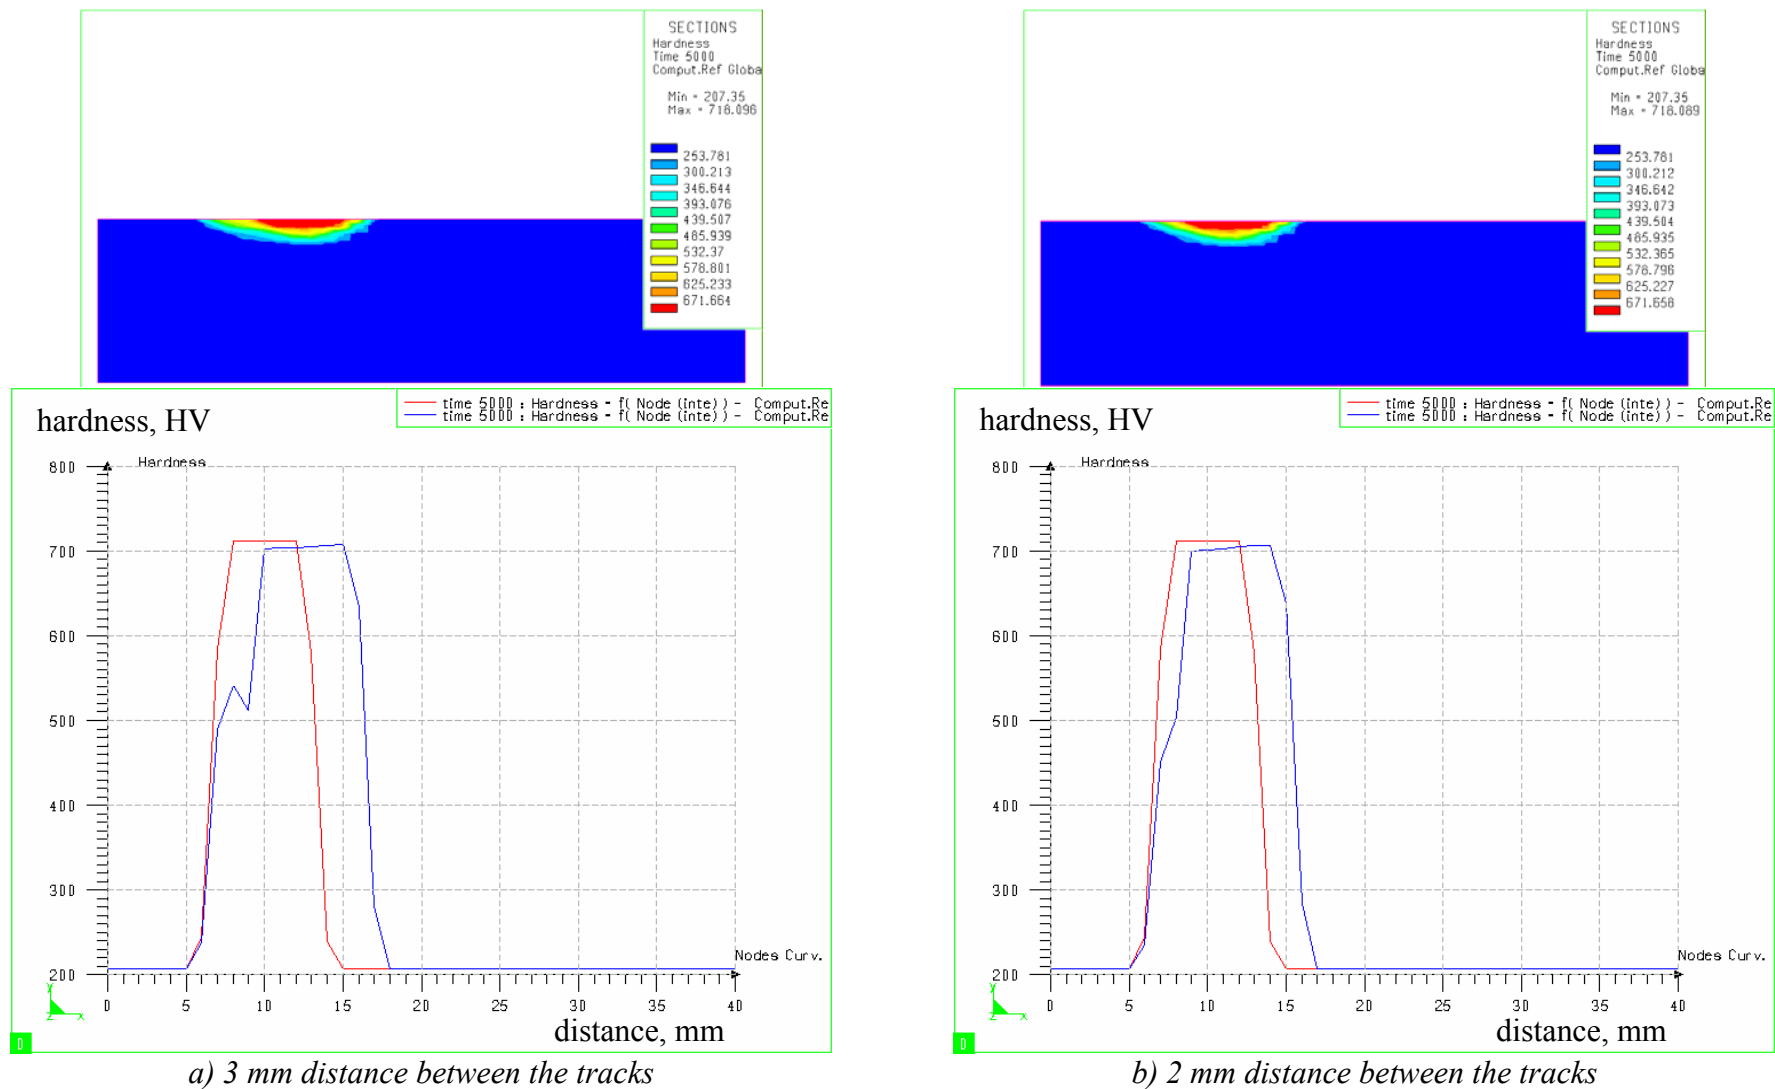 SECTIONS
Hardness
Time 5000
Comput.Ref Globa
Min = 207.35
Max = 718.096
253.781
300.213
346.644
393.076
439.507
485.939
532.37
578.801
625.233
671.664
hardness, HV
time 5000 : Hardness - f( Node (inte) ) - Comput.Re
time 5000 : Hardness - f( Node (inte) ) - Comput.Re
Hardness
800
700
600
500
400
300
200
Nodes Curv.
Y
Z X
0 5 10 15 20 25 30 35 40
distance, mm
D
a) 3 mm distance between the tracks
SECTIONS
Hardness
Time 5000
Comput.Ref Globa
Min = 207.35
Max = 718.089
253.781
300.212
346.642
393.073
439.504
485.935
532.365
578.796
625.227
671.658
hardness, HV
time 5000 : Hardness - f( Node (inte) ) - Comput.Re
time 5000 : Hardness - f( Node (inte) ) - Comput.Re
Hardness
800
700
600
500
400
300
200
Nodes Curv.
Y
Z X
0 5 10 15 20 25 30 35 40
distance, mm
D
b) 2 mm distance between the tracks